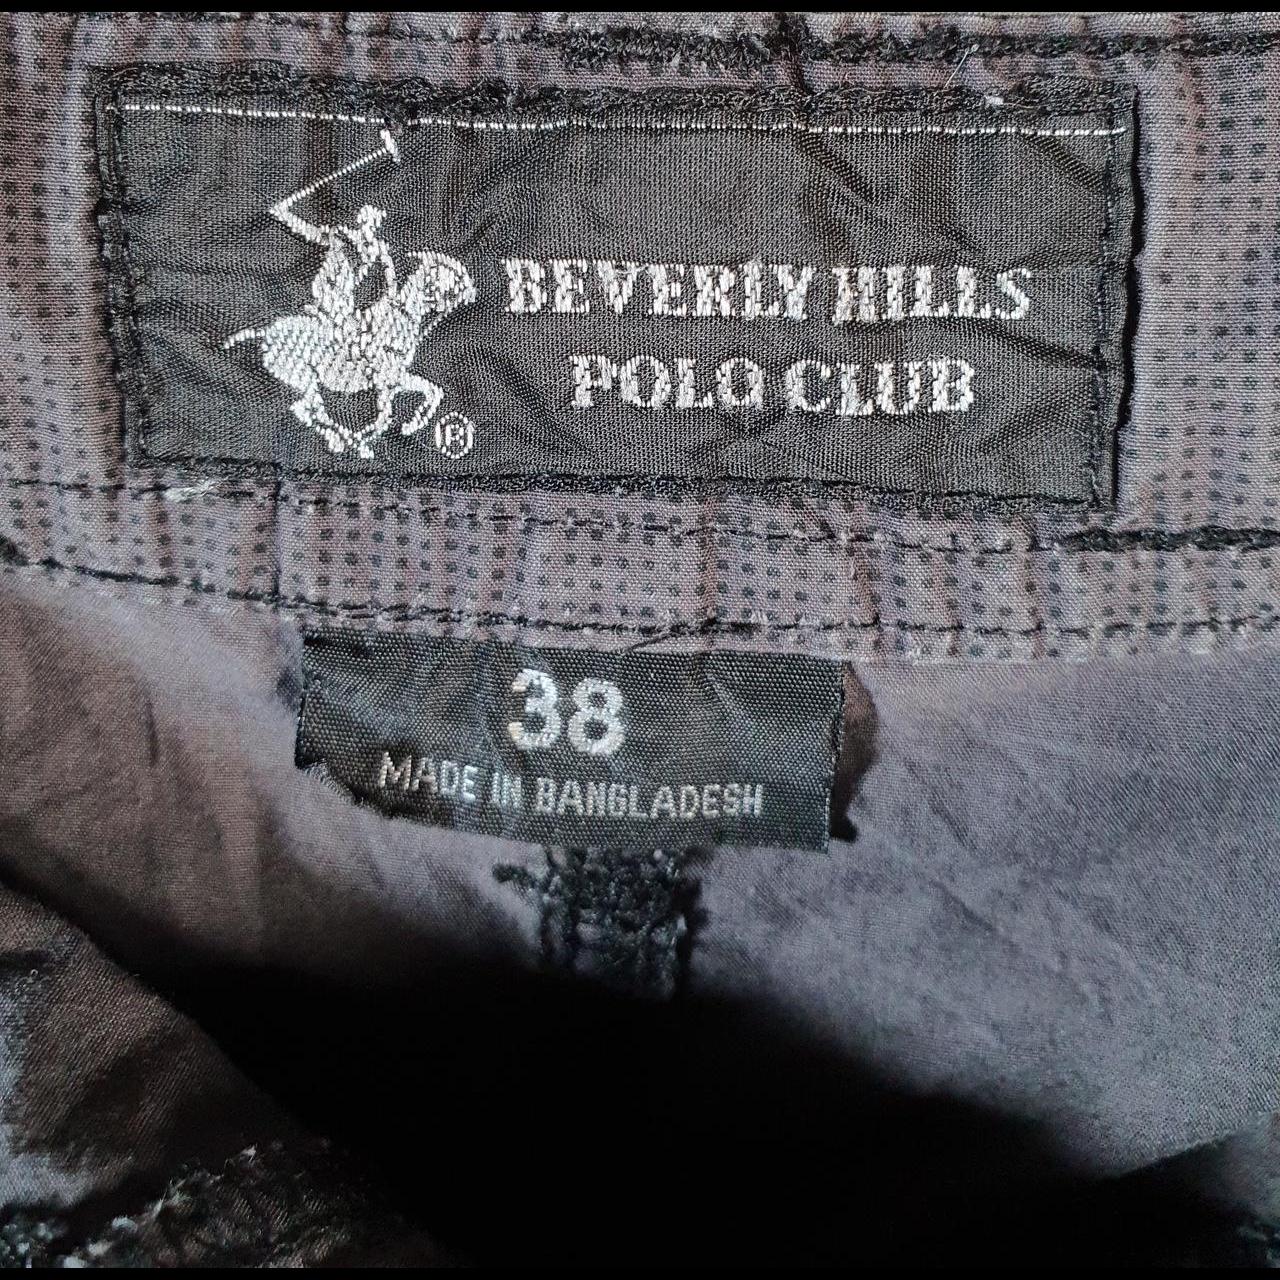 BEVERLY HILLS
POLO CLUB
®
38
MADE IN BANGLADESH